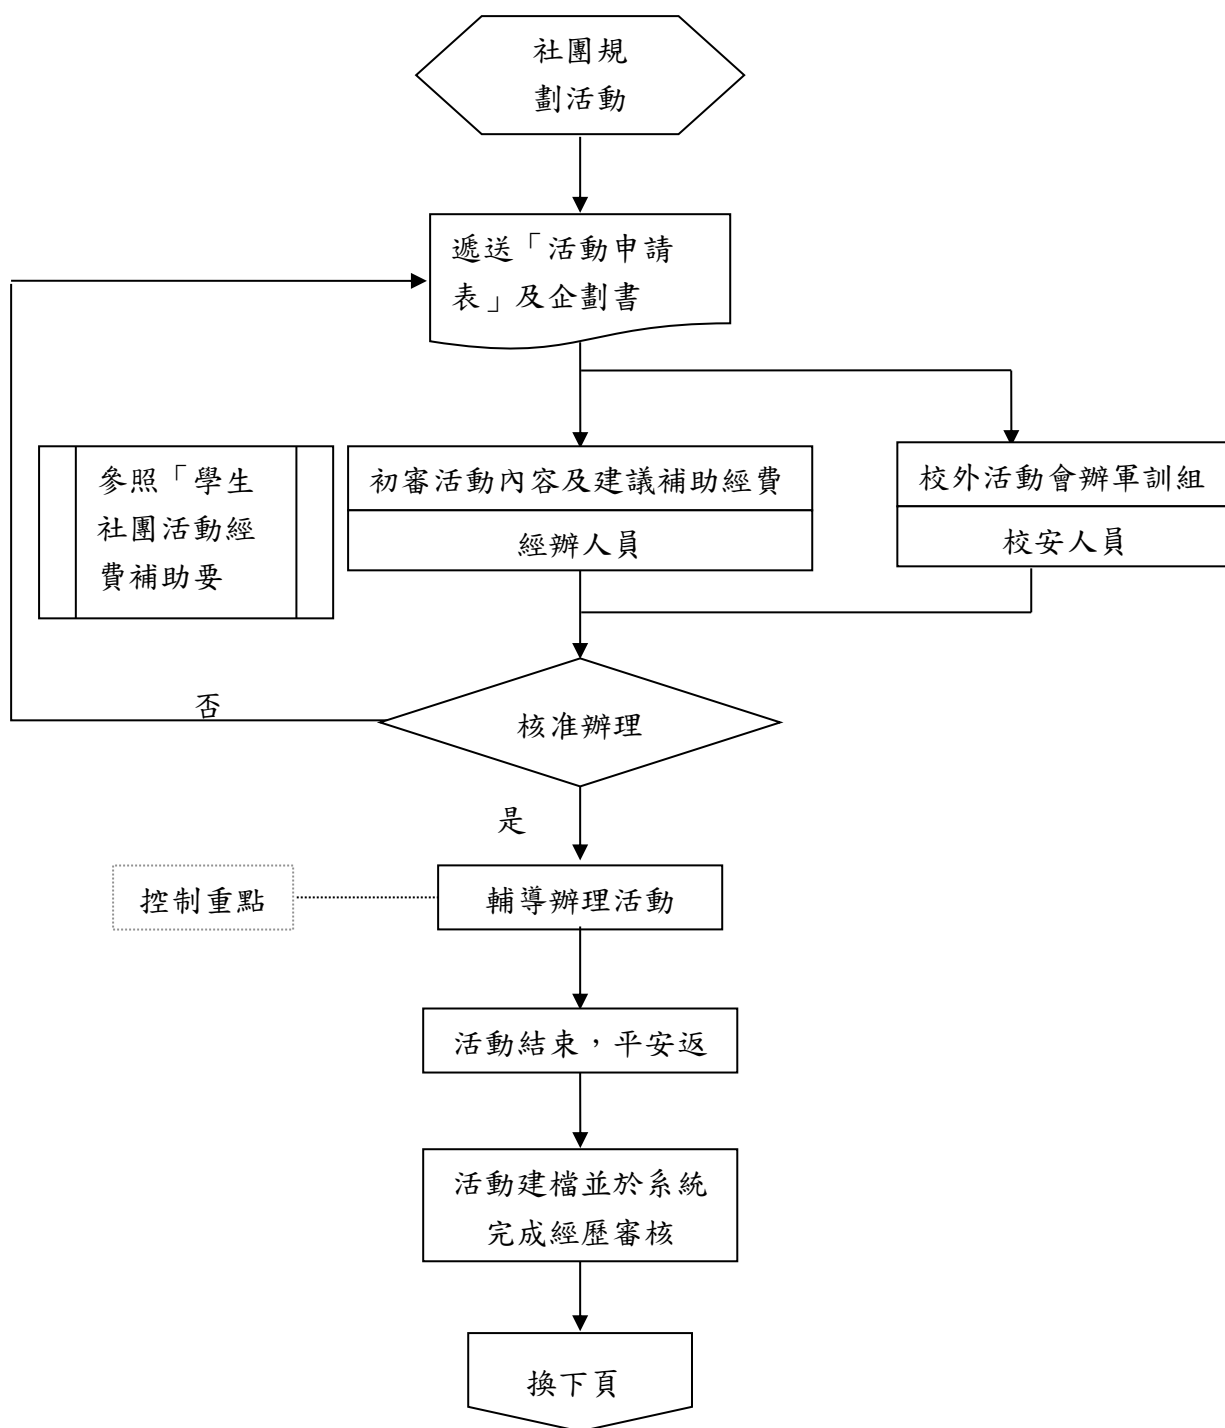 社團規
劃活動
遞送「活動申請
表」及企劃書
參照「學生
社團活動經
費補助要
初審活動內容及建議補助經費
經辦人員
校外活動會辦軍訓組
校安人員
否
核准辦理
是
控制重點
輔導辦理活動
活動結束，平安返
活動建檔並於系統
完成經歷審核
換下頁